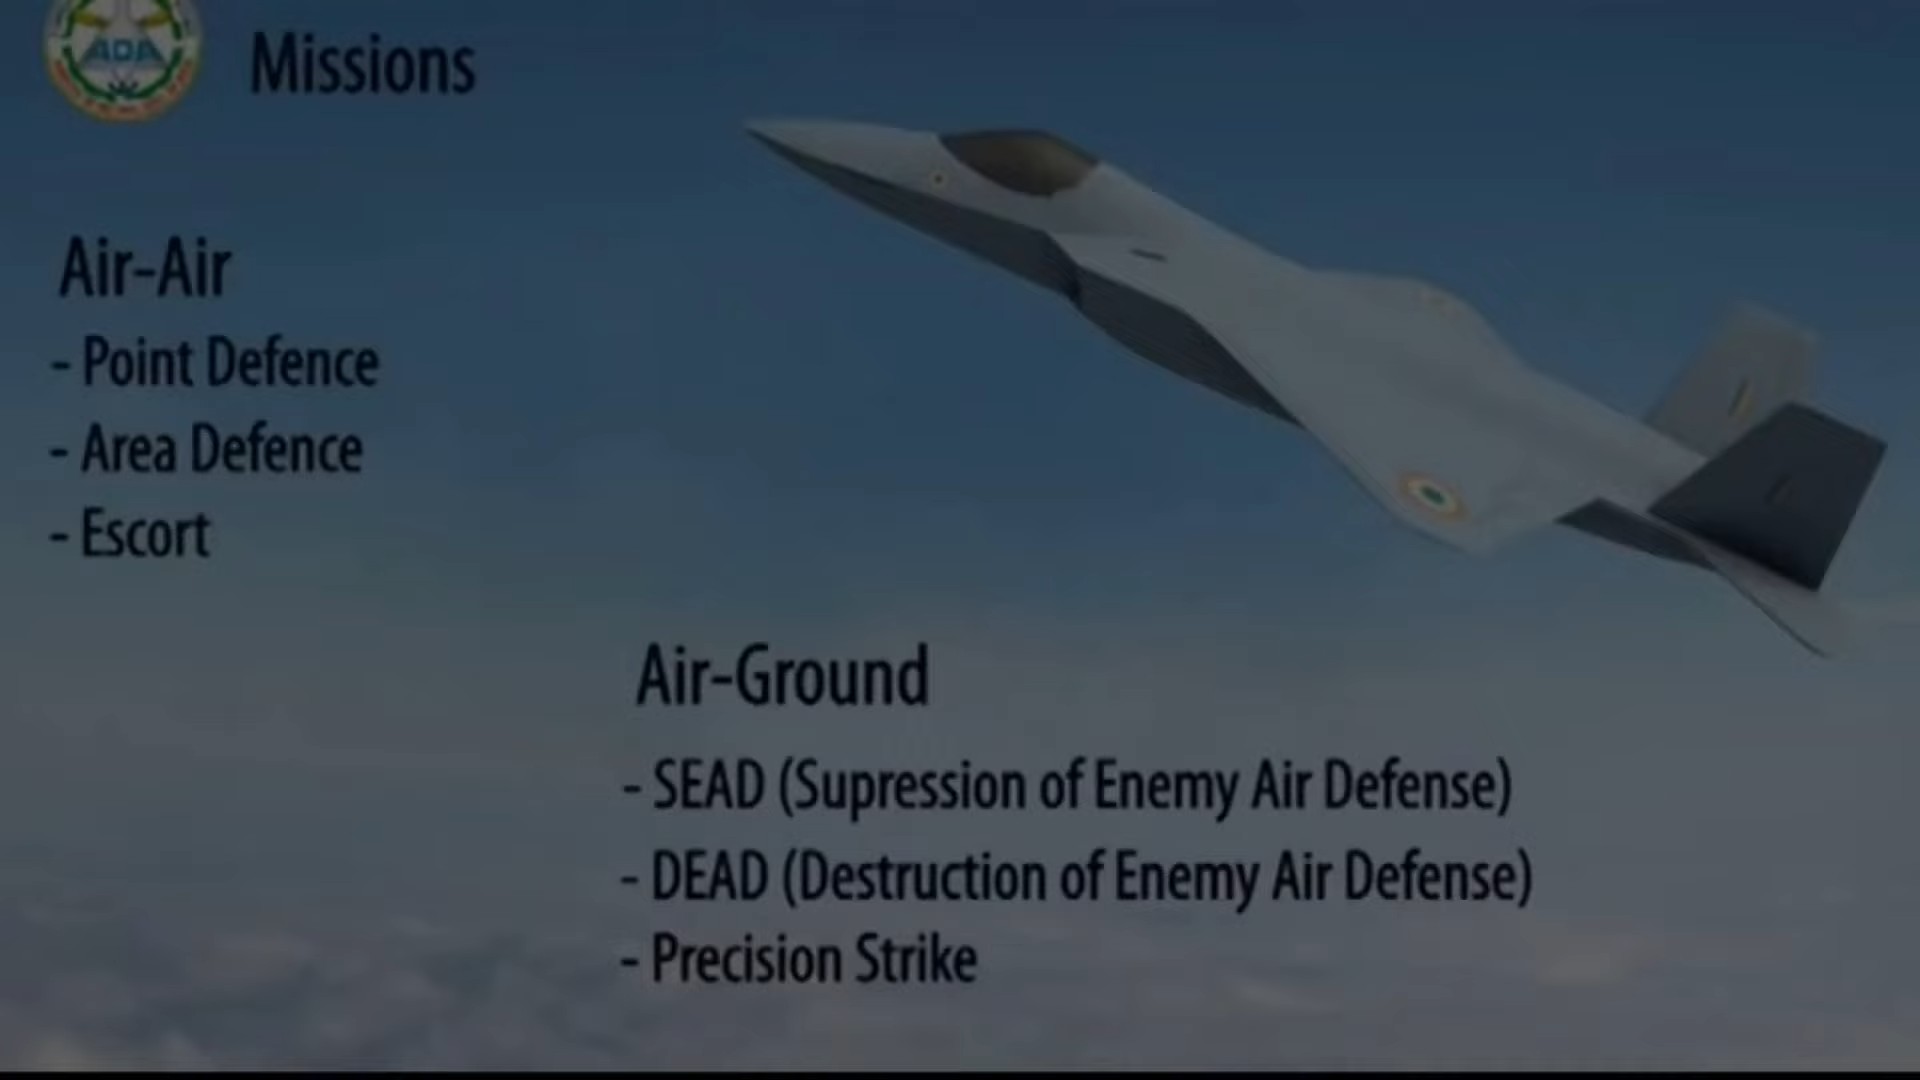 ADA
Missions
Air-Air
- Point Defence
- Area Defence
- Escort
Air-Ground
- SEAD (Supression of Enemy Air Defense)
- DEAD (Destruction of Enemy Air Defense)
- Precision Strike